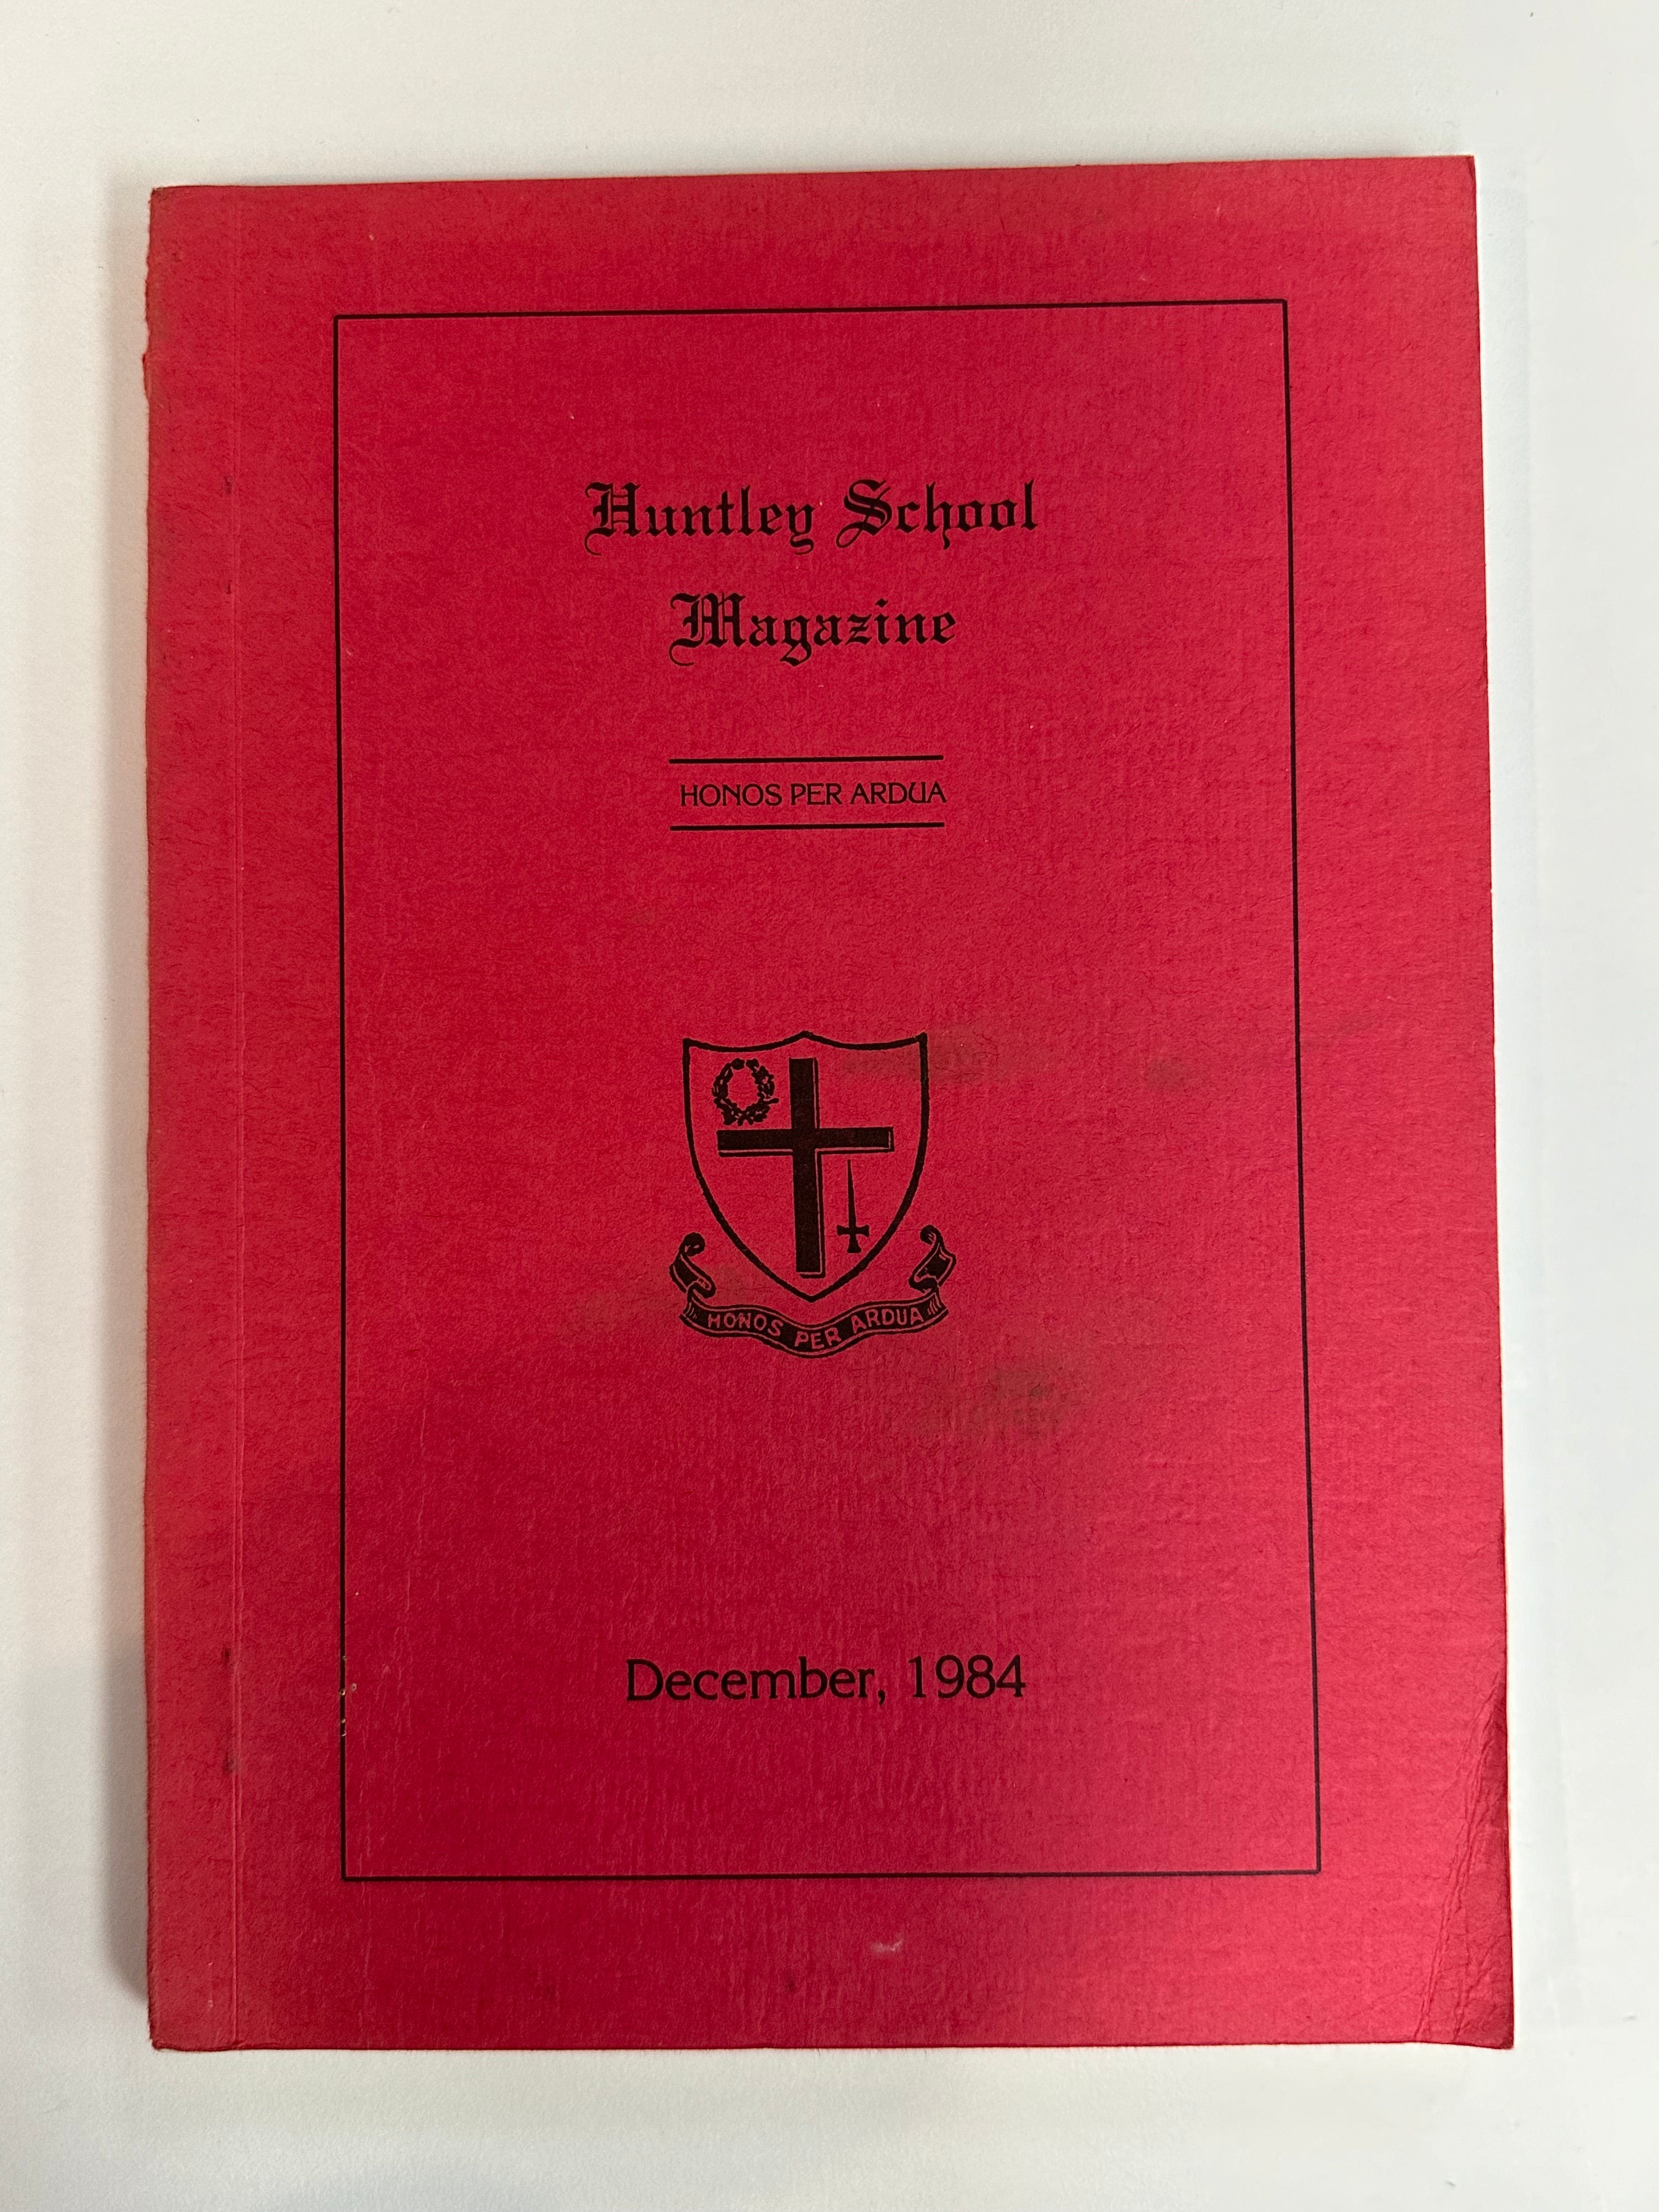 Huntley School
Magazine
HONOS PER ARDUA
HONOS PER ARDUA
December, 1984